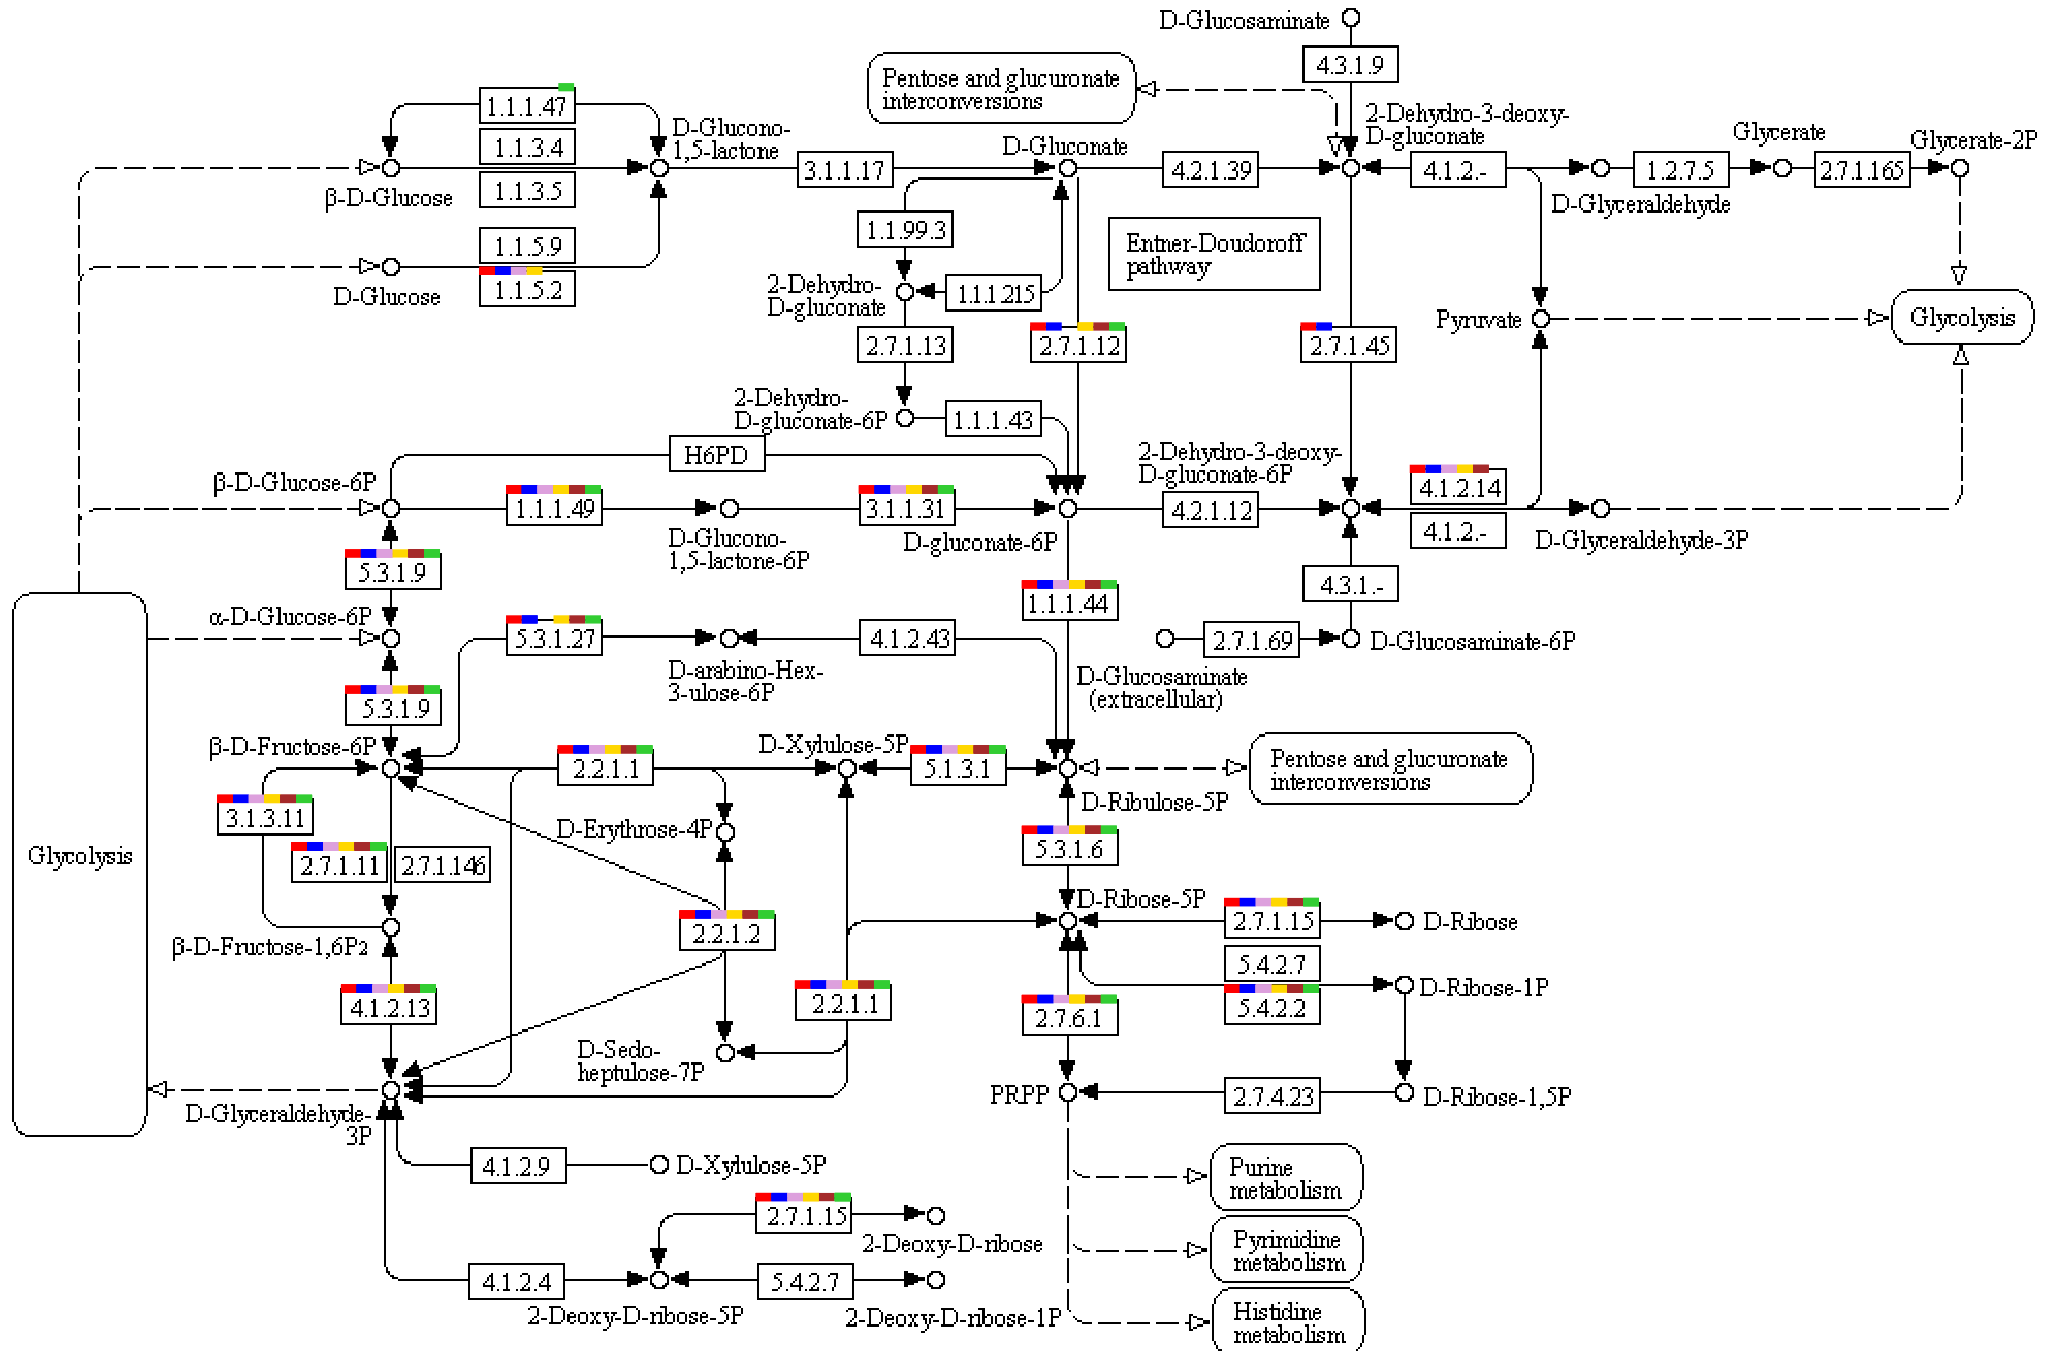 D-Glucosaminate
4.3.1.9
Pentose and glucuronate
interconversions
1.1.1.47
1.1.3.4
1.1.3.5
D-Glucono-
1,5-lactone
β-D-Glucose
3.1.1.17
D-Gluconate
4.2.1.39
2-Dehydro-3-deoxy-
D-gluconate
4.1.2.-
D-Glyceraldehyde
1.2.7.5
Glycerate
2.7.1.165
Glycerate-2P
1.1.5.9
1.1.5.2
D-Glucose
1.1.99.3
Entner-Doudoroff
pathway
2-Dehydro-
D-gluconate
1.1.1.215
2.7.1.13
2.7.1.12
2.7.1.45
Pyruvate
Glycolysis
2-Dehydro-
D-gluconate-6P
1.1.1.43
H6PD
β-D-Glucose-6P
1.1.1.49
D-Glucono-
1,5-lactone-6P
3.1.1.31
D-gluconate-6P
2-Dehydro-3-deoxy-
D-gluconate-6P
4.2.1.12
4.1.2.14
4.1.2.-
D-Glyceraldehyde-3P
5.3.1.9
1.1.1.44
4.3.1.-
α-D-Glucose-6P
5.3.1.27
D-arabino-Hex-
3-ulose-6P
4.1.2.43
2.7.1.69
D-Glucosaminate-6P
D-Glucosaminate
(extracellular)
5.3.1.9
β-D-Fructose-6P
2.2.1.1
D-Xylulose-5P
5.1.3.1
D-Ribulose-5P
Pentose and glucuronate
interconversions
3.1.3.11
2.7.1.11
2.7.1.146
D-Erythrose-4P
5.3.1.6
Glycolysis
β-D-Fructose-1,6P2
2.2.1.2
D-Ribose-5P
2.7.1.15
D-Ribose
5.4.2.7
5.4.2.2
D-Ribose-1P
4.1.2.13
2.2.1.1
2.7.6.1
D-Sedo-
heptulose-7P
D-Glyceraldehyde-
3P
PRPP
2.7.4.23
D-Ribose-1,5P
4.1.2.9
D-Xylulose-5P
Purine
metabolism
2.7.1.15
2-Deoxy-D-ribose
Pyrimidine
metabolism
4.1.2.4
2-Deoxy-D-ribose-5P
5.4.2.7
2-Deoxy-D-ribose-1P
Histidine
metabolism